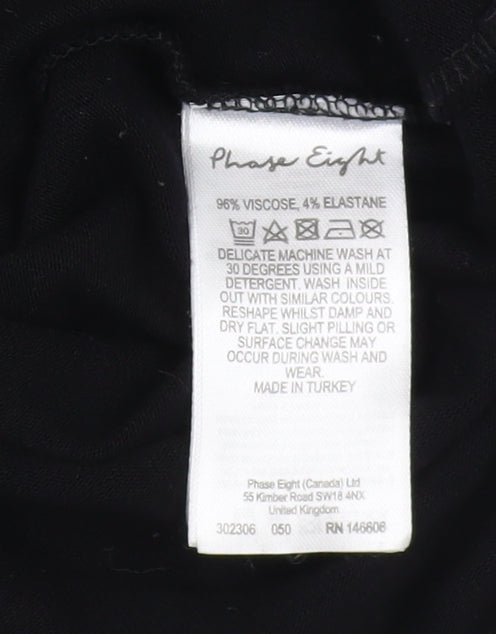 Phase Eight
96% VISCOSE, 4% ELASTANE
30
DELICATE MACHINE WASH AT
30 DEGREES USING A MILD
DETERGENT. WASH INSIDE
OUT WITH SIMILAR COLOURS.
RESHAPE WHILST DAMP AND
DRY FLAT. SLIGHT PILLING OR
SURFACE CHANGE MAY
OCCUR DURING WASH AND
WEAR.
MADE IN TURKEY
Phase Eight (Canada) Ltd
55 Kimber Road SW18 4NX
United Kingdom
302306 050 RN 146608